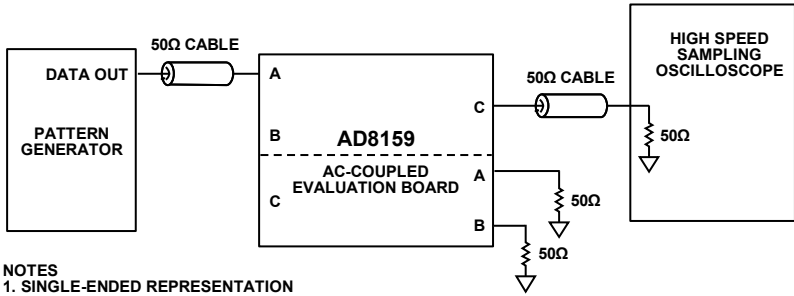 50Ω CABLE
DATA OUT
PATTERN
GENERATOR
A
B
C
AD8159
AC-COUPLED
EVALUATION BOARD
C
A
B
50Ω CABLE
50Ω
50Ω
HIGH SPEED
SAMPLING
OSCILLOSCOPE
50Ω
NOTES
1. SINGLE-ENDED REPRESENTATION